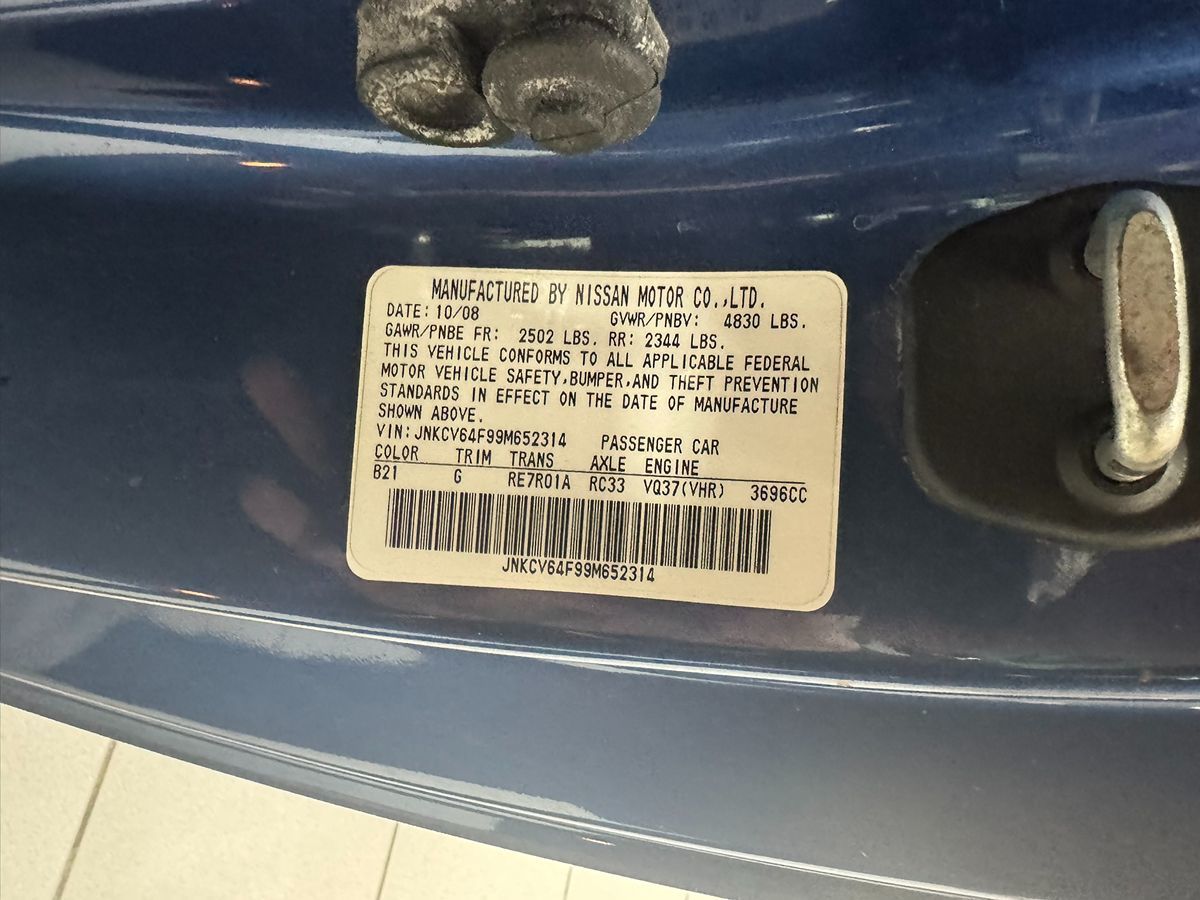 MANUFACTURED BY NISSAN MOTOR CO.,LTD.
DATE: 10/08 GVWR/PNBV: 4830 LBS.
GAWR/PNBE FR: 2502 LBS. RR: 2344 LBS.
THIS VEHICLE CONFORMS TO ALL APPLICABLE FEDERAL
MOTOR VEHICLE SAFETY,BUMPER,AND THEFT PREVENTION
STANDARDS IN EFFECT ON THE DATE OF MANUFACTURE
SHOWN ABOVE.
VIN: JNKCV64F99M652314 PASSENGER CAR
COLOR TRIM TRANS AXLE ENGINE
B21 G RE7R01A RC33 VQ37(VHR) 3696CC
JNKCV64F99M652314